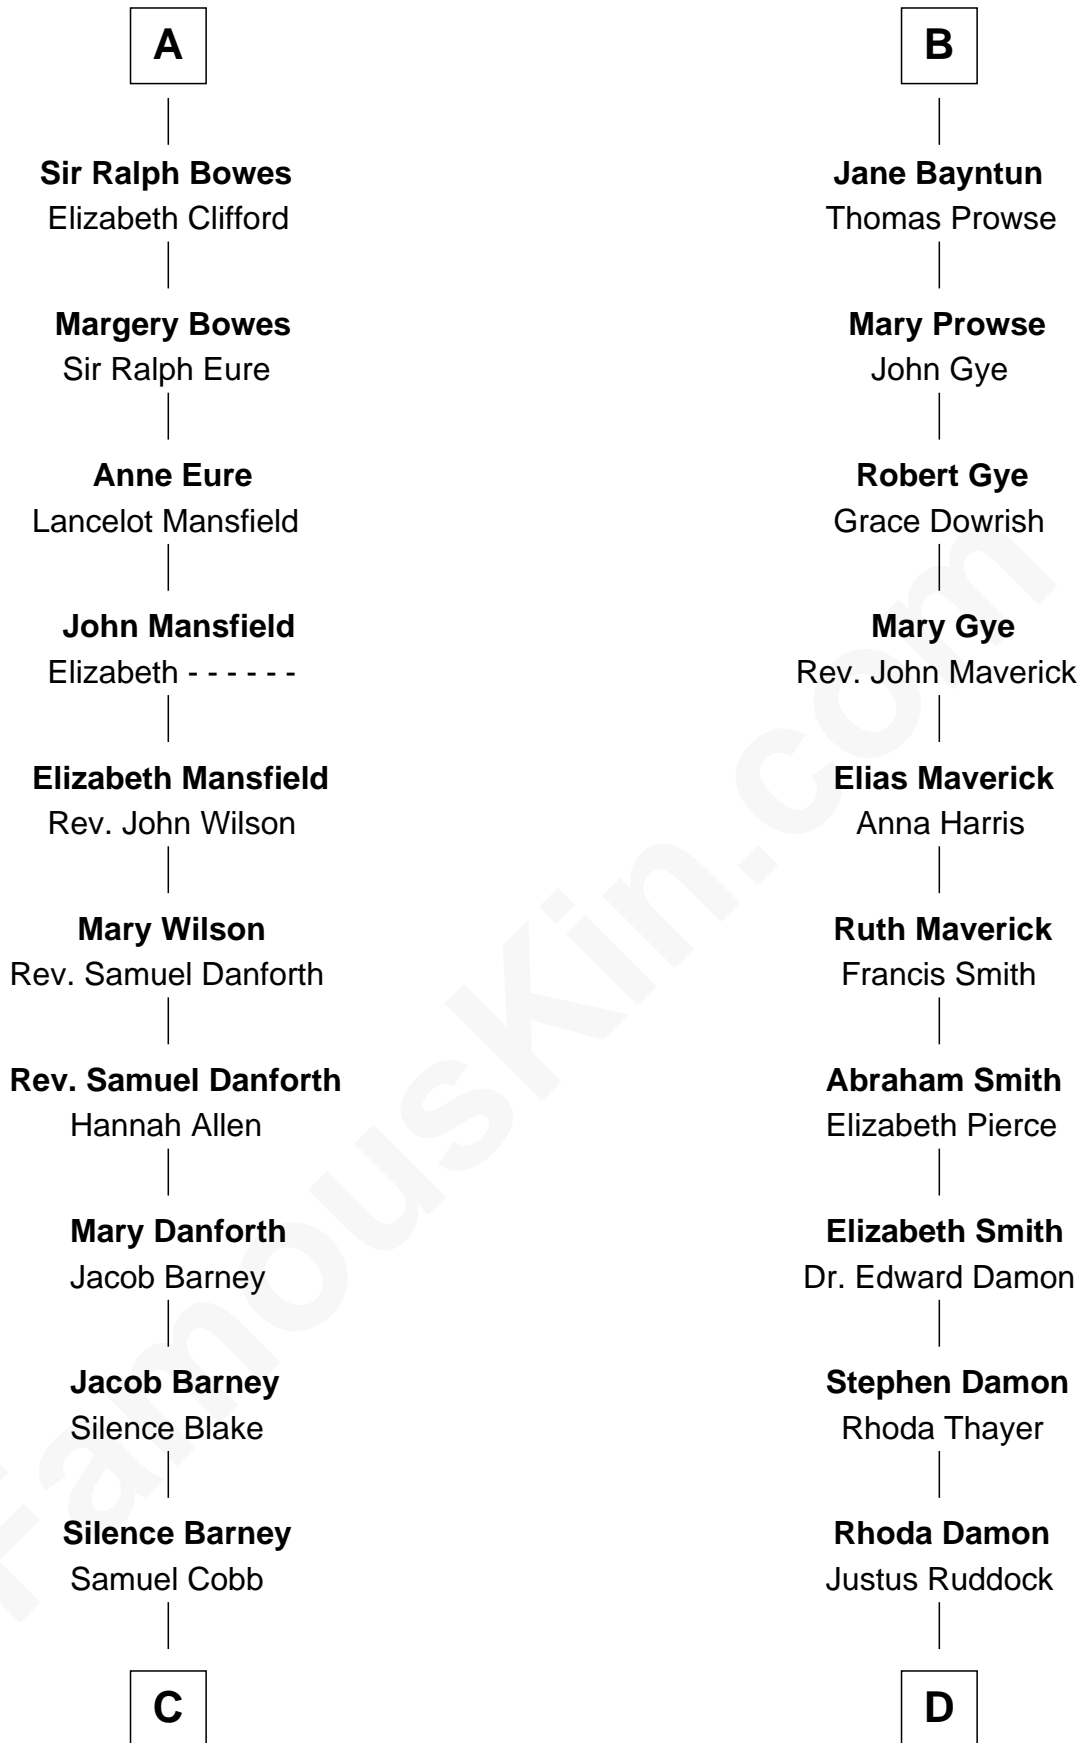 A
Sir Ralph Bowes
Elizabeth Clifford
Margery Bowes
Sir Ralph Eure
Anne Eure
Lancelot Mansfield
John Mansfield
Elizabeth - - - - - -
Elizabeth Mansfield
Rev. John Wilson
Mary Wilson
Rev. Samuel Danforth
Rev. Samuel Danforth
Hannah Allen
Mary Danforth
Jacob Barney
Jacob Barney
Silence Blake
Silence Barney
Samuel Cobb
C
B
Jane Bayntun
Thomas Prowse
Mary Prowse
John Gye
Robert Gye
Grace Dowrish
Mary Gye
Rev. John Maverick
Elias Maverick
Anna Harris
Ruth Maverick
Francis Smith
Abraham Smith
Elizabeth Pierce
Elizabeth Smith
Dr. Edward Damon
Stephen Damon
Rhoda Thayer
Rhoda Damon
Justus Ruddock
D
FamousKin.com